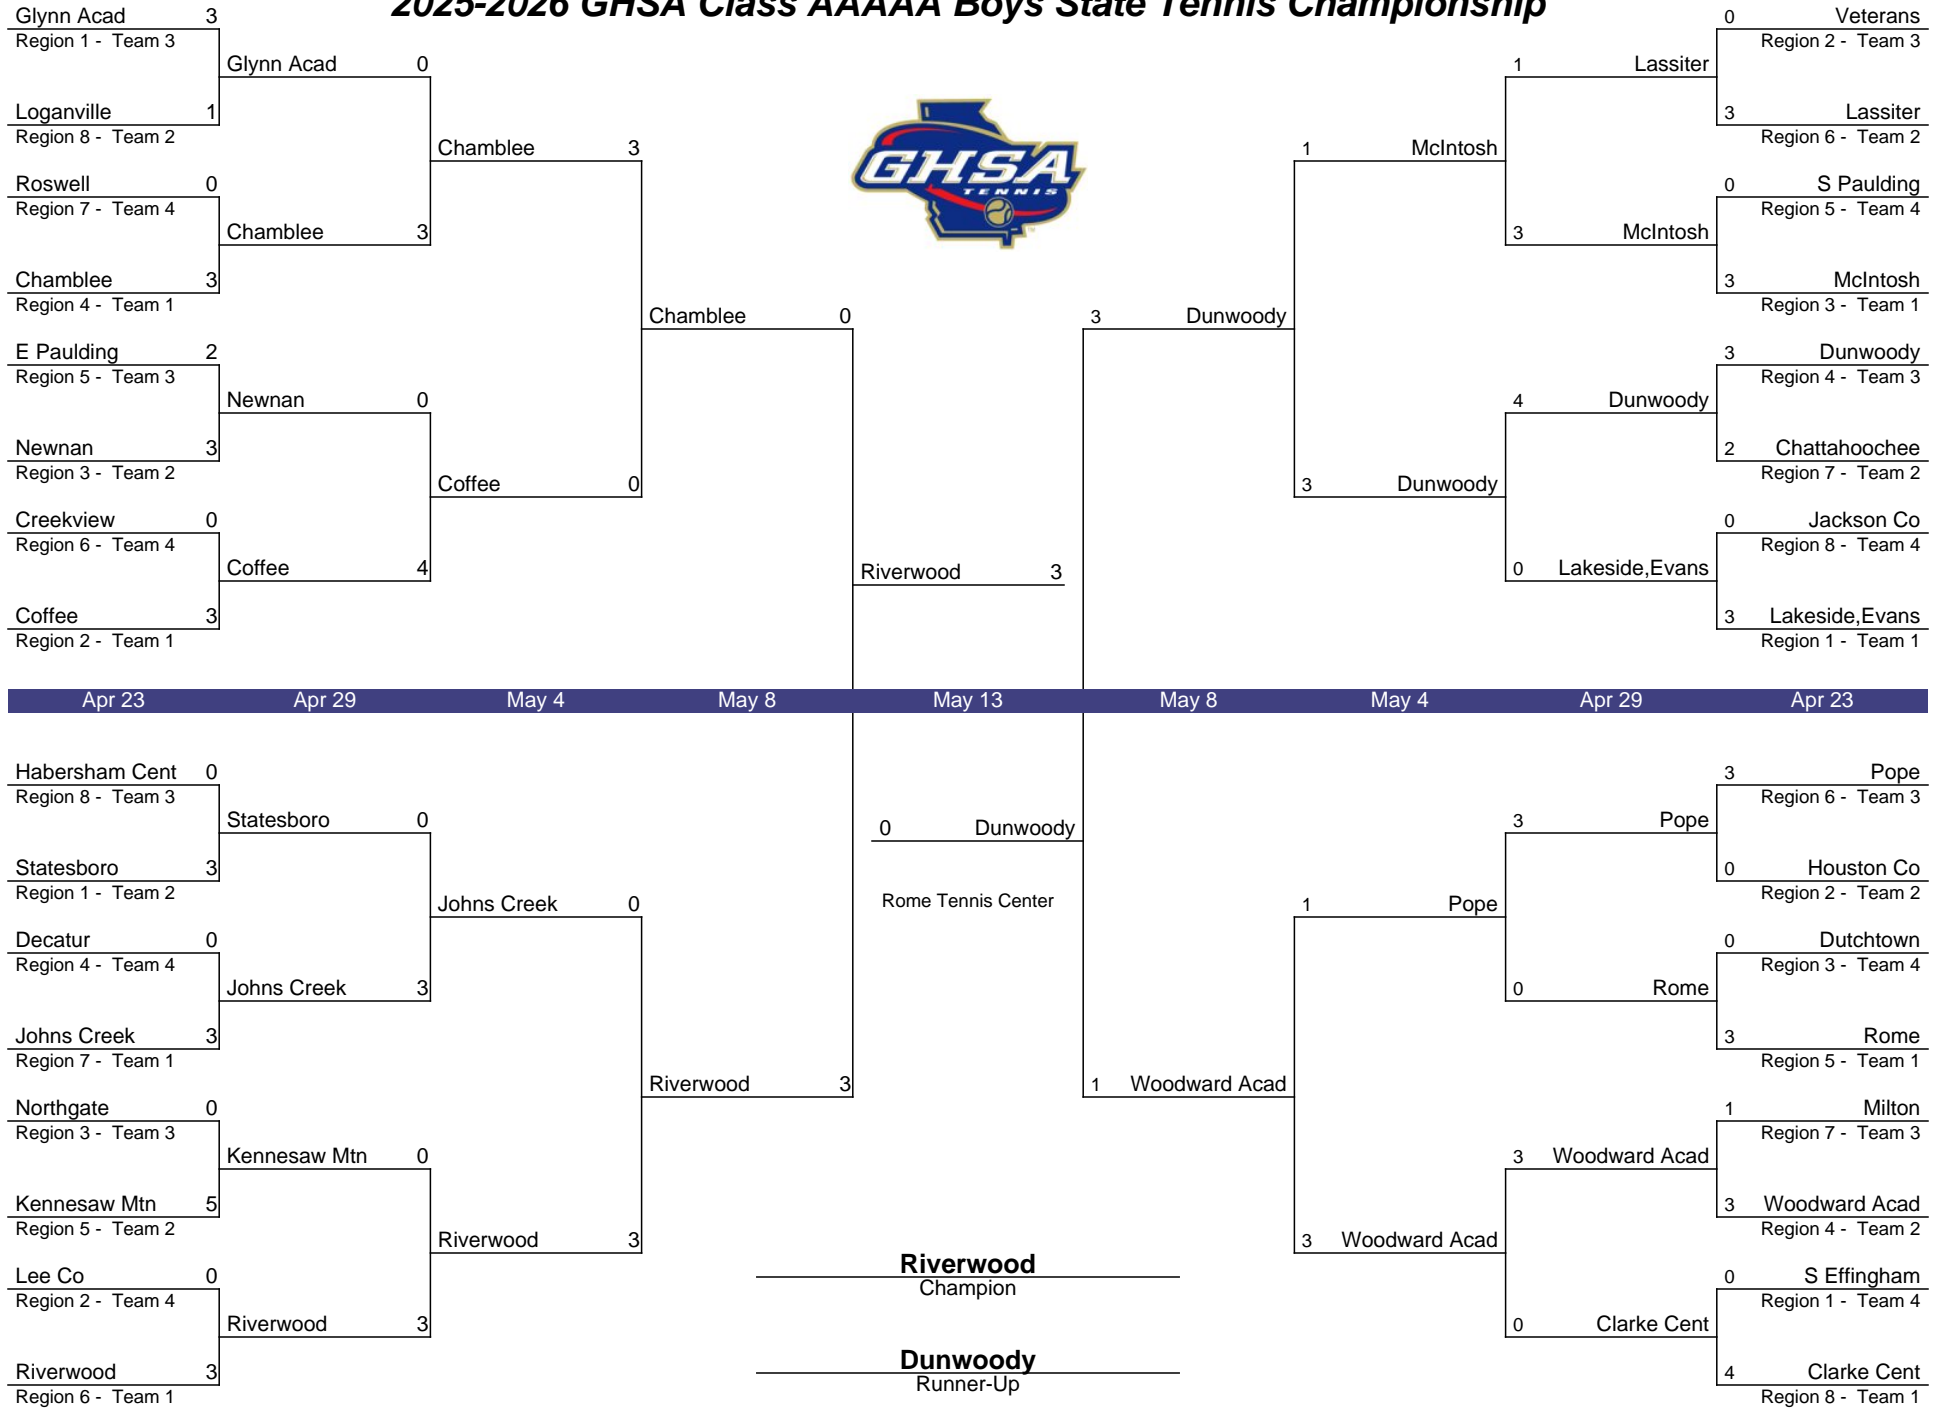 2025-2026 GHSA Class AAAAA Boys State Tennis Championship
Glynn Acad 3
Region 1 - Team 3
Loganville 1
Region 8 - Team 2
Roswell 0
Region 7 - Team 4
Chamblee 3
Region 4 - Team 1
E Paulding 2
Region 5 - Team 3
Newnan 3
Region 3 - Team 2
Creekview 0
Region 6 - Team 4
Coffee 3
Region 2 - Team 1
Glynn Acad 0
Chamblee 3
Newnan 0
Coffee 4
Chamblee 3
Coffee 0
Chamblee 0
Riverwood 3
GHSA
TENNIS
3 Dunwoody
1 McIntosh
3 Dunwoody
1 Lassiter
3 McIntosh
4 Dunwoody
0 Lakeside,Evans
0 Veterans
Region 2 - Team 3
3 Lassiter
Region 6 - Team 2
0 S Paulding
Region 5 - Team 4
3 McIntosh
Region 3 - Team 1
3 Dunwoody
Region 4 - Team 3
2 Chattahoochee
Region 7 - Team 2
0 Jackson Co
Region 8 - Team 4
3 Lakeside,Evans
Region 1 - Team 1
Apr 23 Apr 29 May 4 May 8 May 13 May 8 May 4 Apr 29 Apr 23
Habersham Cent 0
Region 8 - Team 3
Statesboro 3
Region 1 - Team 2
Decatur 0
Region 4 - Team 4
Johns Creek 3
Region 7 - Team 1
Northgate 0
Region 3 - Team 3
Kennesaw Mtn 5
Region 5 - Team 2
Lee Co 0
Region 2 - Team 4
Riverwood 3
Region 6 - Team 1
Statesboro 0
Johns Creek 3
Kennesaw Mtn 0
Riverwood 3
Johns Creek 0
Riverwood 3
Riverwood 3
0 Dunwoody
Rome Tennis Center
1 Woodward Acad
1 Pope
3 Woodward Acad
3 Pope
0 Rome
3 Woodward Acad
0 Clarke Cent
3 Pope
Region 6 - Team 3
0 Houston Co
Region 2 - Team 2
0 Dutchtown
Region 3 - Team 4
3 Rome
Region 5 - Team 1
1 Milton
Region 7 - Team 3
3 Woodward Acad
Region 4 - Team 2
0 S Effingham
Region 1 - Team 4
4 Clarke Cent
Region 8 - Team 1
Riverwood
Champion
Dunwoody
Runner-Up